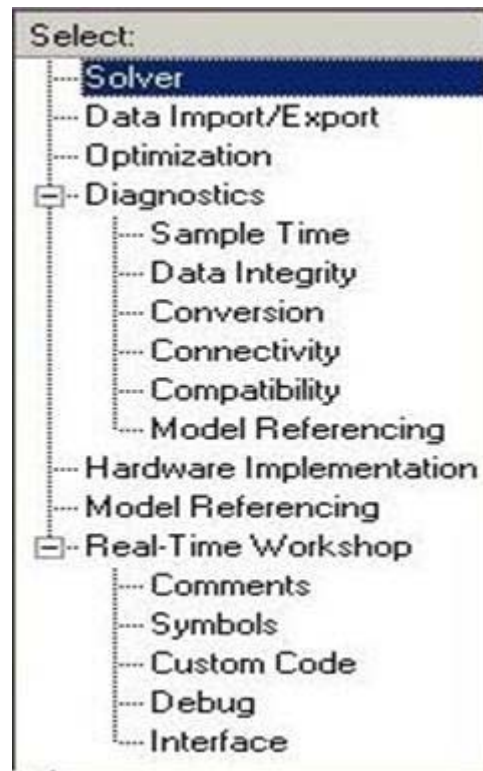 Select:
Solver
Data Import/Export
Optimization
Diagnostics
Sample Time
Data Integrity
Conversion
Connectivity
Compatibility
Model Referencing
Hardware Implementation
Model Referencing
Real-Time Workshop
Comments
Symbols
Custom Code
Debug
Interface